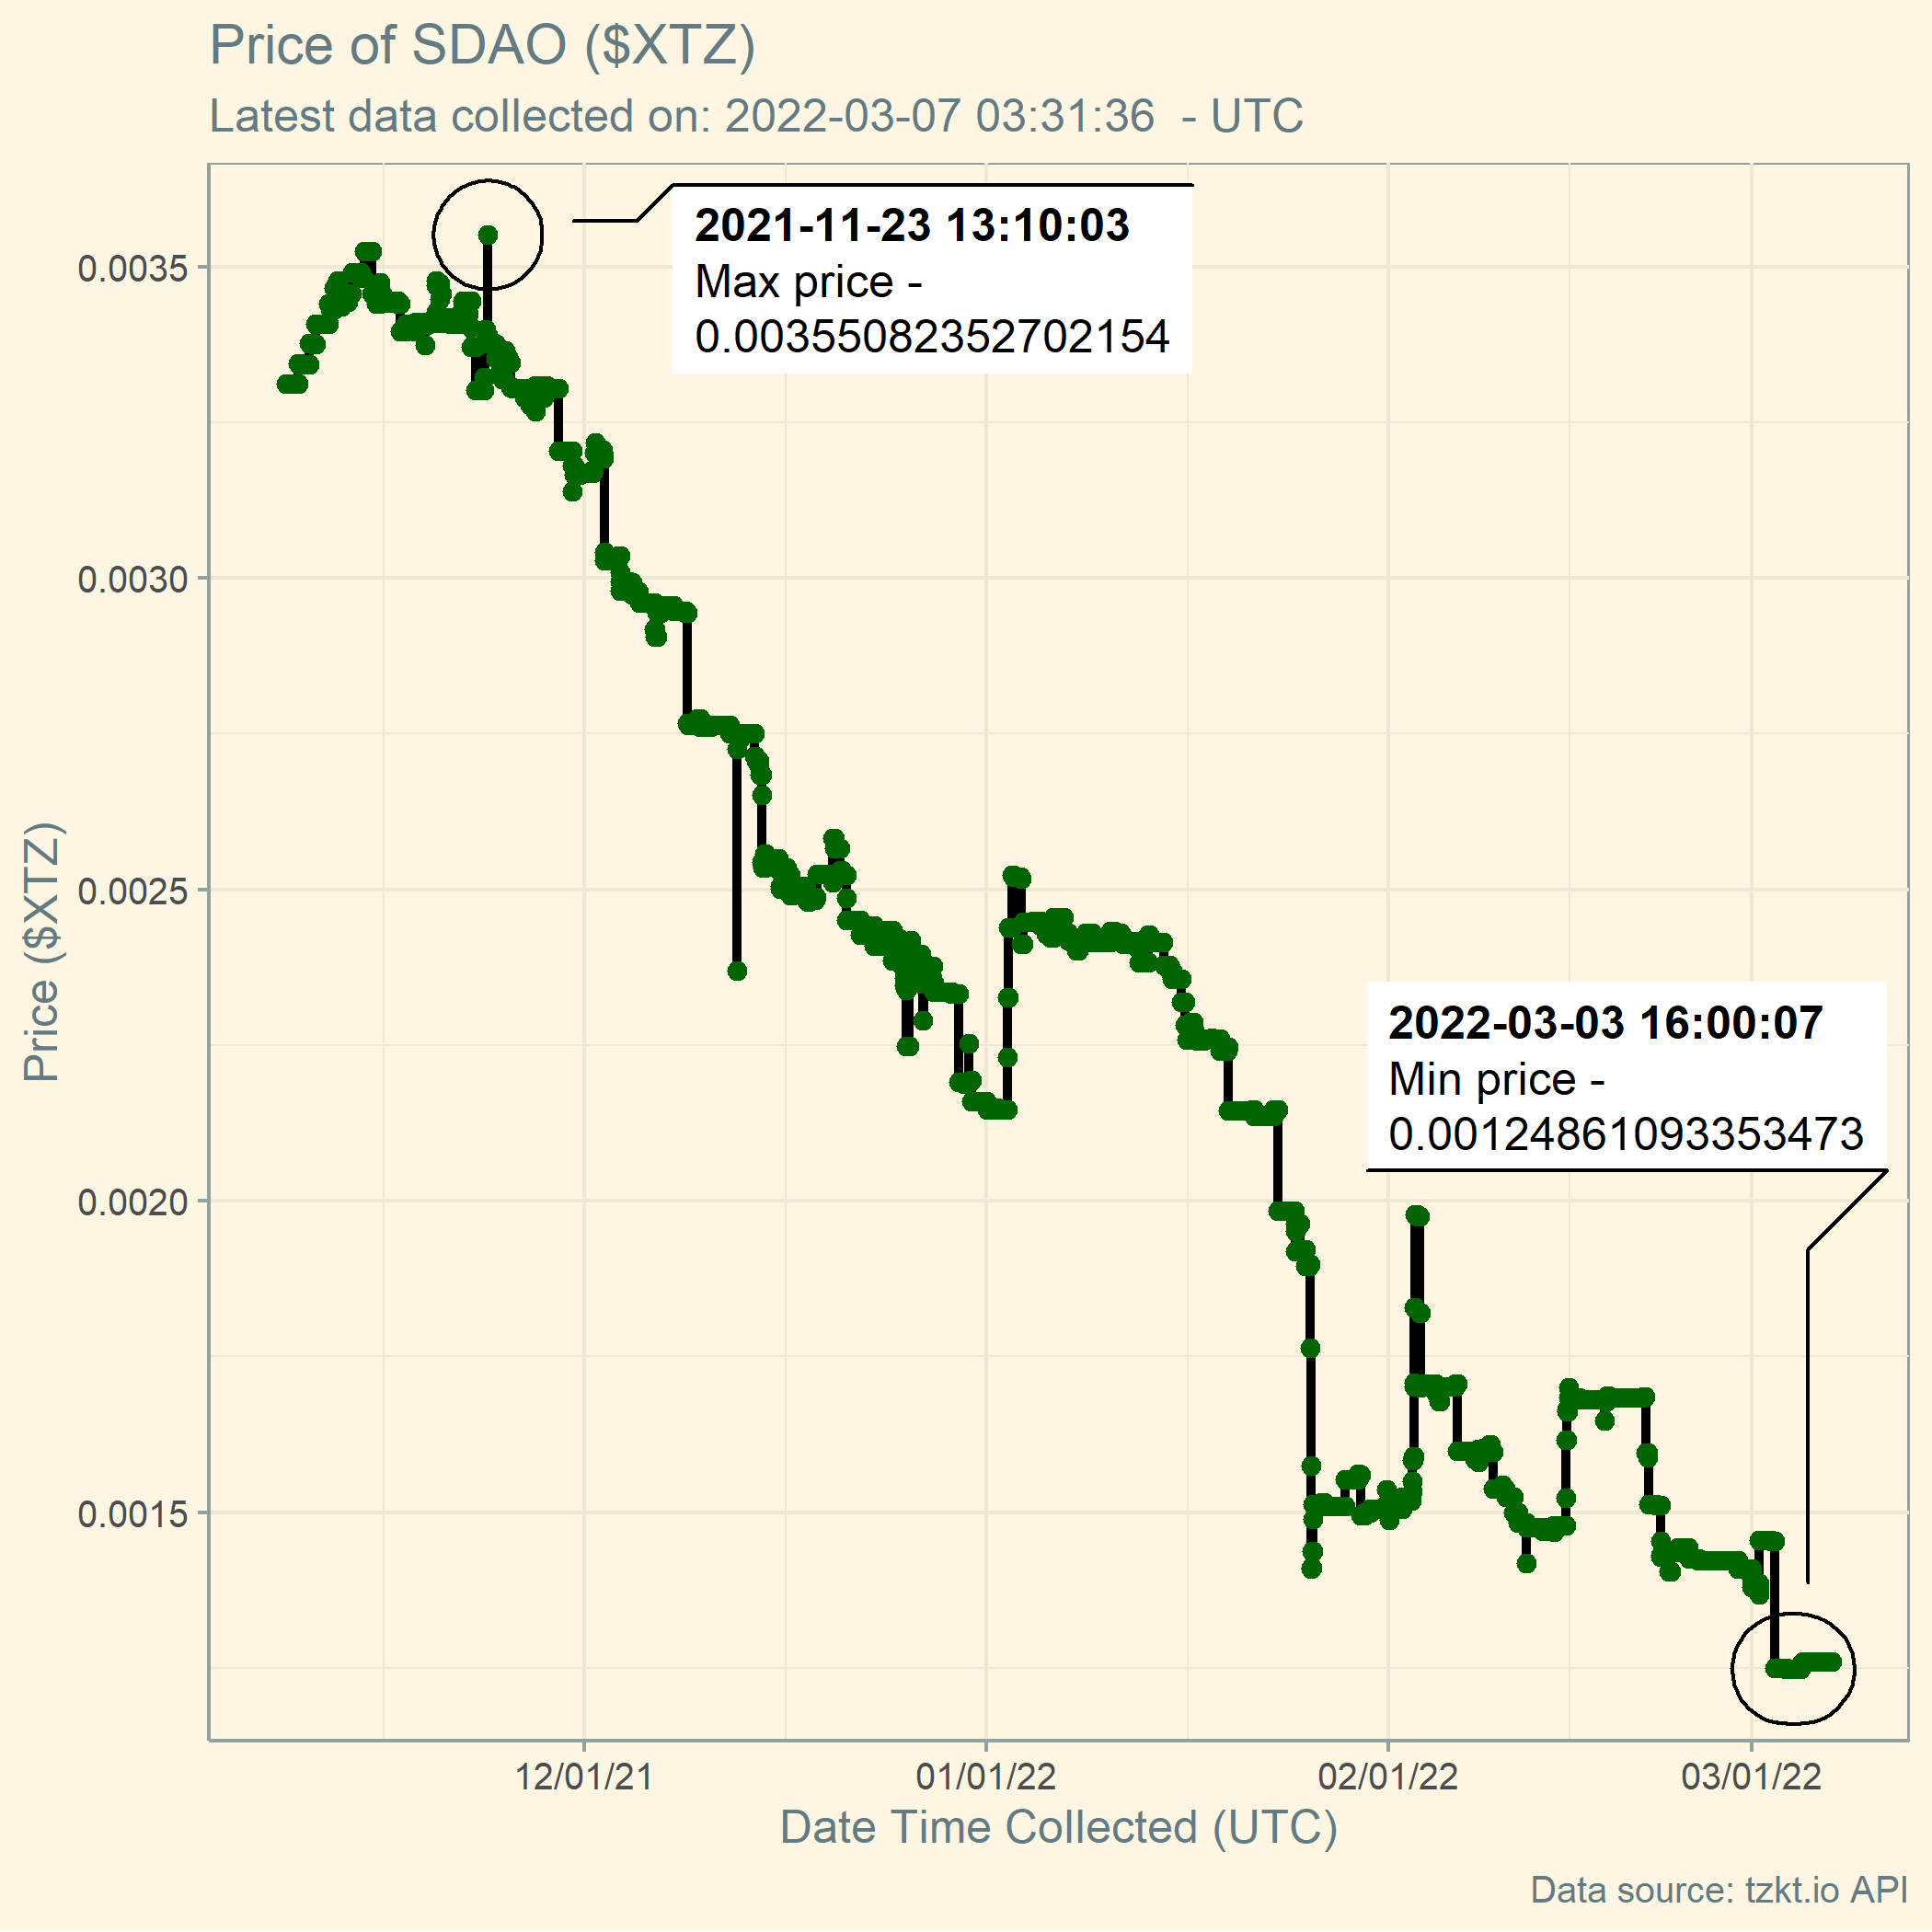 Price of SDAO ($XTZ)
Latest data collected on: 2022-03-07 03:31:36  - UTC
2021-11-23 13:10:03
Max price -
0.00355082352702154
0.0035
0.0030
0.0025
0.0020
0.0015
Price ($XTZ)
2022-03-03 16:00:07
Min price -
0.00124861093353473
12/01/21
01/01/22
02/01/22
03/01/22
Date Time Collected (UTC)
Data source: tzkt.io API